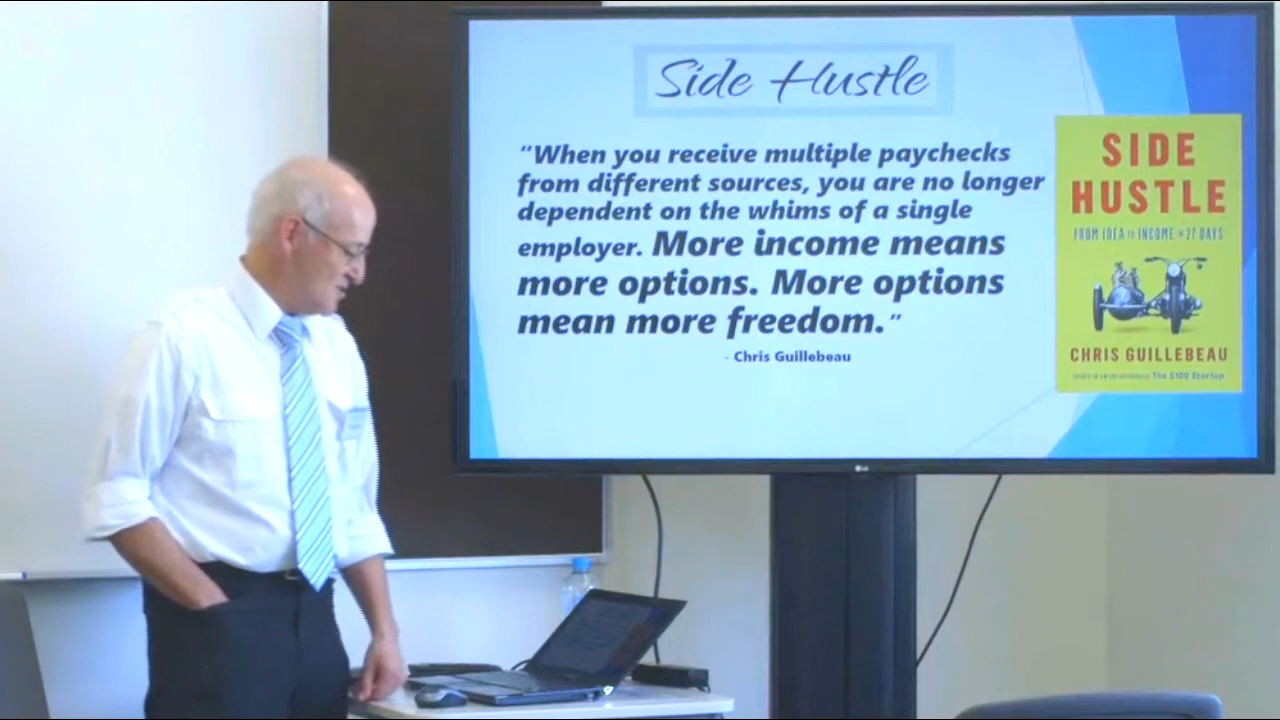 Side Hustle
“When you receive multiple paychecks
from different sources, you are no longer
dependent on the whims of a single
employer. More income means
more options. More options
mean more freedom.”
- Chris Guillebeau
SIDE
HUSTLE
FROM IDEA TO INCOME IN 27 DAYS
CHRIS GUILLEBEAU
The $100 Startup
LG